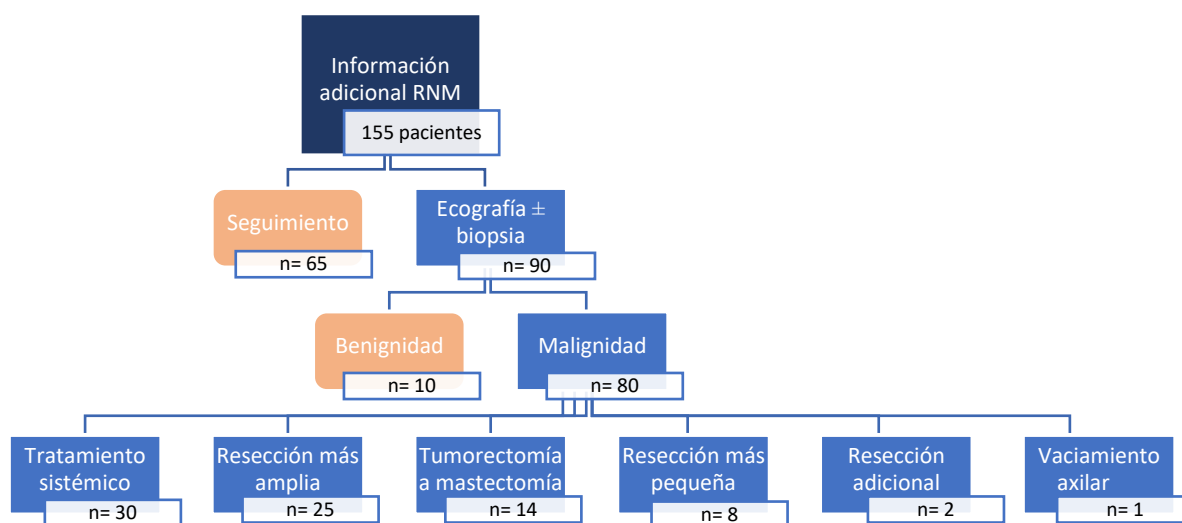 Información
adicional RNM
155 pacientes
Seguimiento
n= 65
Ecografía ±
biopsia
n= 90
Benignidad
n= 10
Malignidad
n= 80
Tratamiento
sistémico
n= 30
Resección más
amplia
n= 25
Tumorectomía
a mastectomía
n= 14
Resección más
pequeña
n= 8
Resección
adicional
n= 2
Vaciamiento
axilar
n= 1